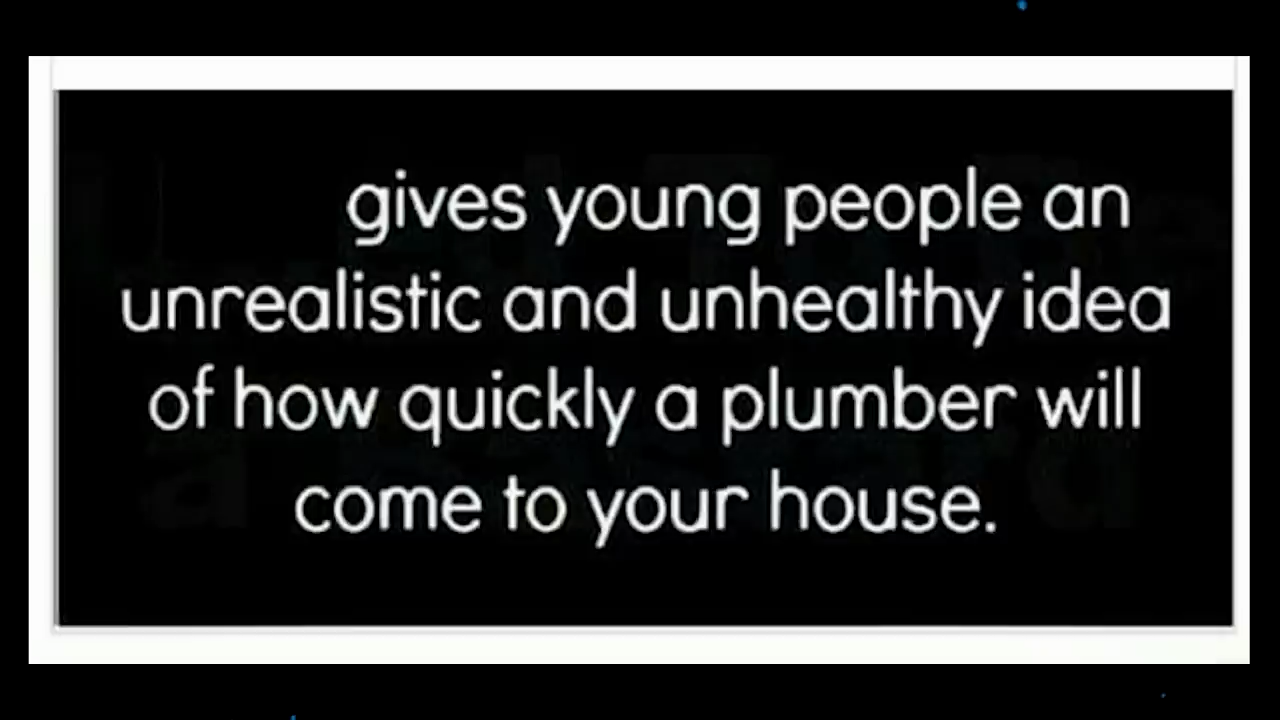 gives young people an
unrealistic and unhealthy idea
of how quickly a plumber will
come to your house.